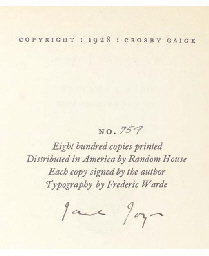 COPYRIGHT : 1928 : CROSBY GAIGE
NO. 759
Eight hundred copies printed
Distributed in America by Random House
Each copy signed by the author
Typography by Frederic Warde